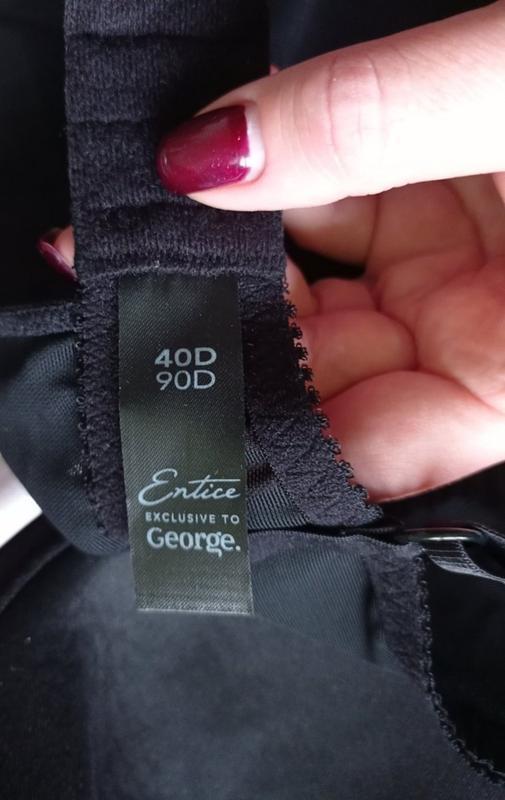 40D
90D
Entice
EXCLUSIVE TO
George.